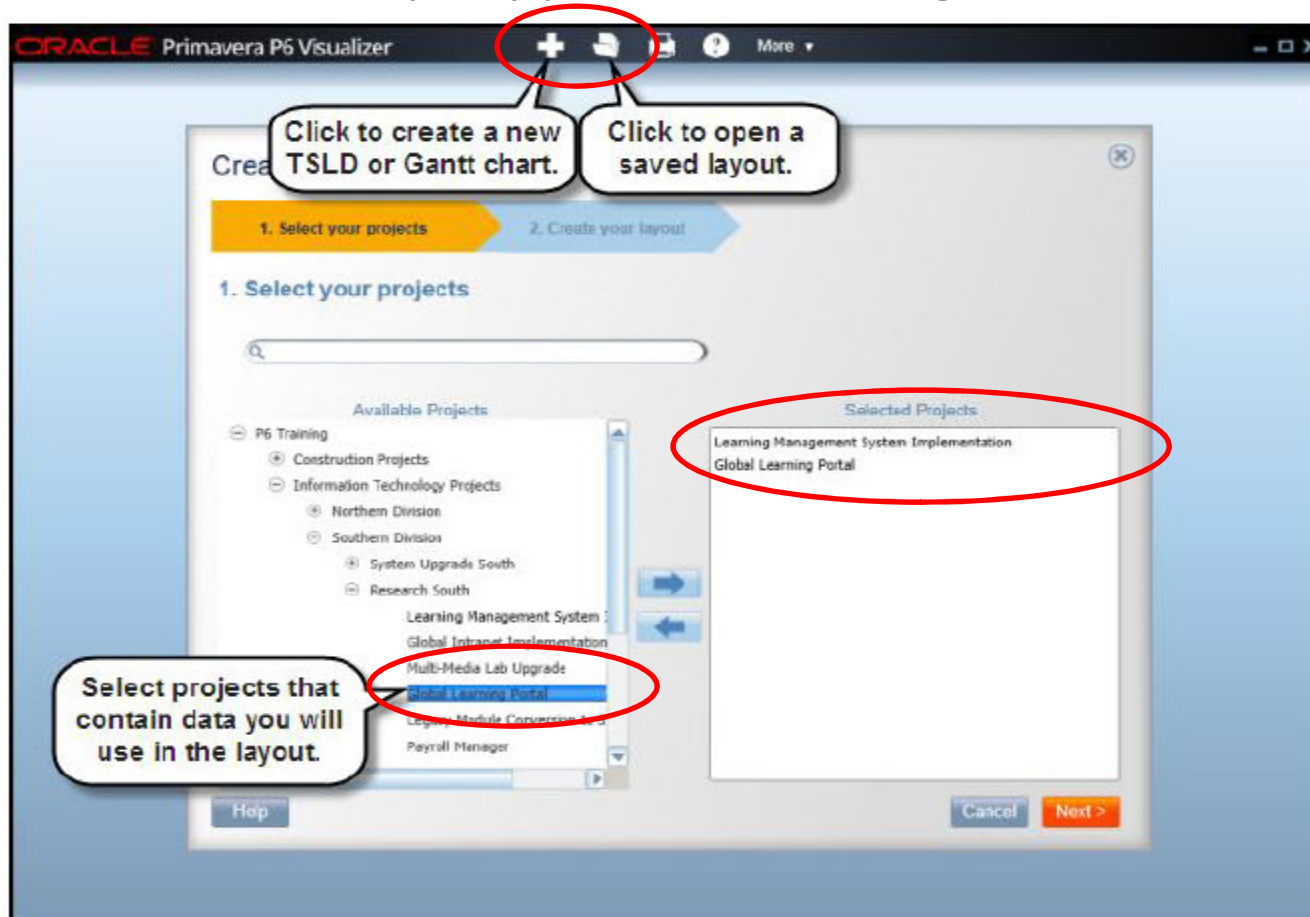 ORACLE Primavera P6 Visualizer
? More
Click to create a new
TSLD or Gantt chart.
Click to open a
saved layout.
Crea
1. Select your projects
2. Create your layout
1. Select your projects
Available Projects
P6 Training
Construction Projects
Information Technology Projects
Northern Division
Southern Division
System Upgrade South
Research South
Learning Management System
Global Intranet Implementation
Multi-Media Lab Upgrade
Global Learning Portal
Legacy Module Conversion to
Payroll Manager
Selected Projects
Learning Management System Implementation
Global Learning Portal
Select projects that
contain data you will
use in the layout.
Help
Cancel
Next >